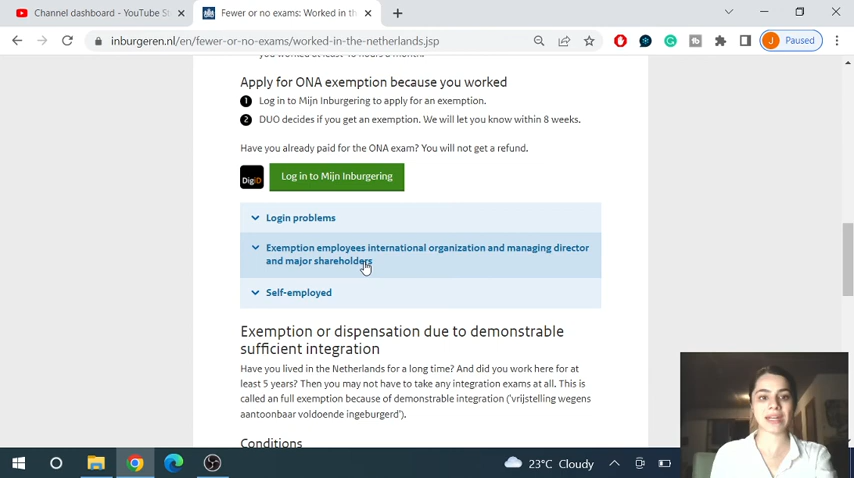 Channel dashboard - YouTube St
Fewer or no exams: Worked in th
inburgeren.nl/en/fewer-or-no-exams/worked-in-the-netherlands.jsp
J Paused
Apply for ONA exemption because you worked
1 Log in to Mijn Inburgering to apply for an exemption.
2 DUO decides if you get an exemption. We will let you know within 8 weeks.
Have you already paid for the ONA exam? You will not get a refund.
DigiD
Log in to Mijn Inburgering
Login problems
Exemption employees international organization and managing director
and major shareholders
Self-employed
Exemption or dispensation due to demonstrable
sufficient integration
Have you lived in the Netherlands for a long time? And did you work here for at
least 5 years? Then you may not have to take any integration exams at all. This is
called an full exemption because of demonstrable integration ('vrijstelling wegens
aantoonbaar voldoende ingeburgerd').
Conditions
23°C Cloudy